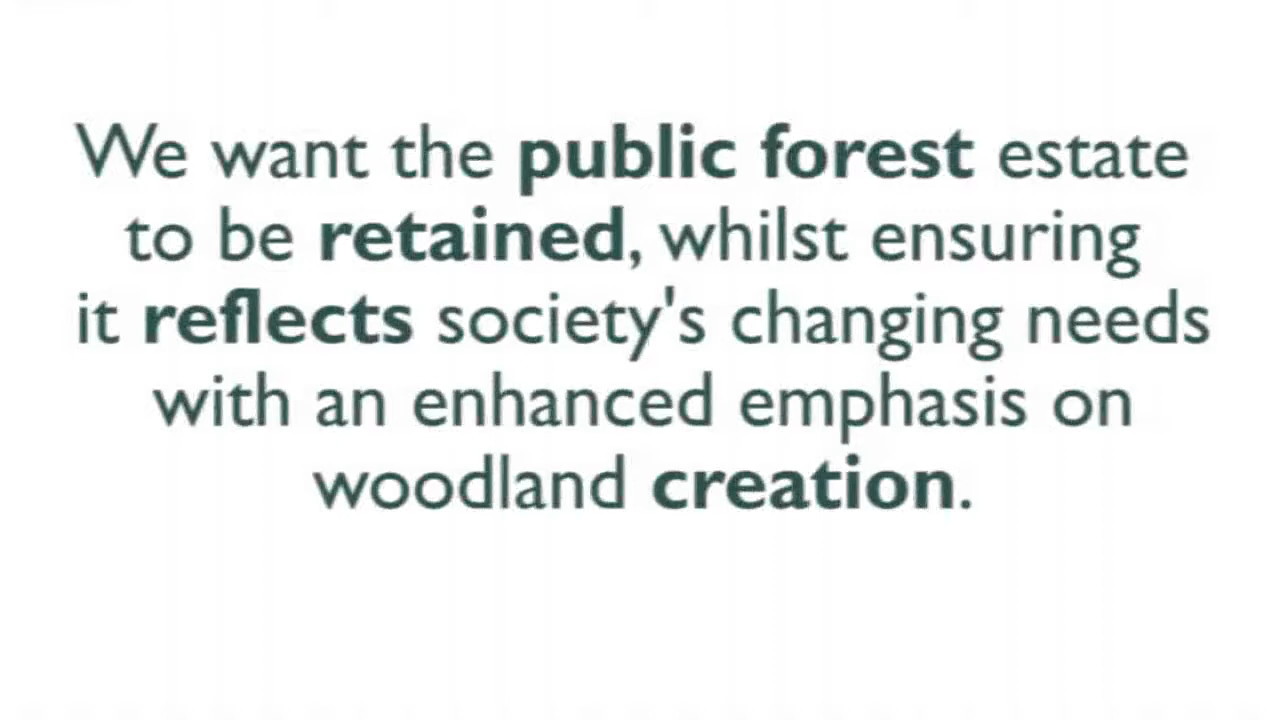 We want the public forest estate
to be retained, whilst ensuring
it reflects society's changing needs
with an enhanced emphasis on
woodland creation.